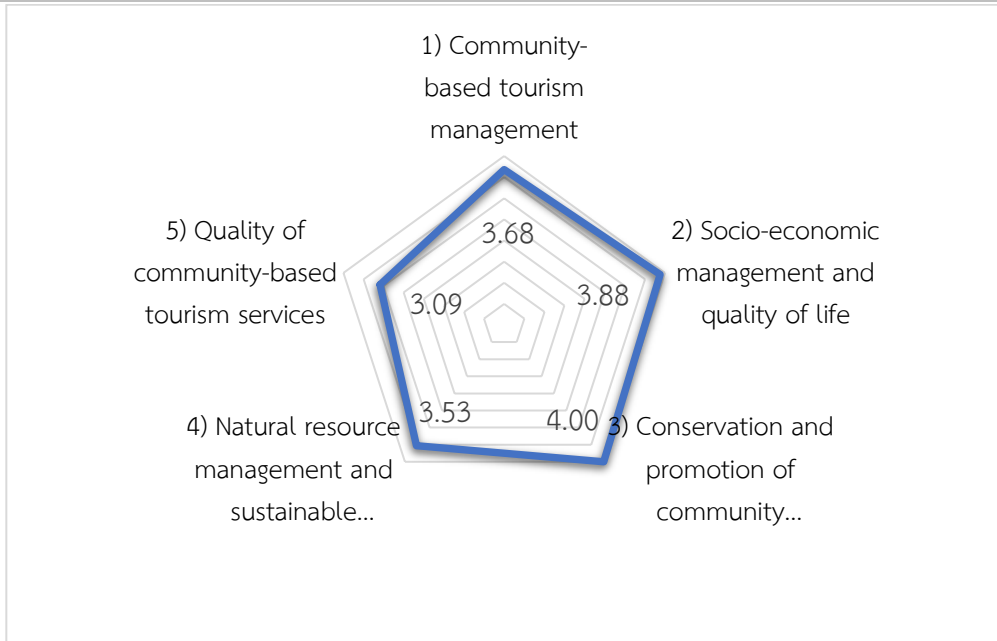 1) Community-
based tourism
management
3.68
2) Socio-economic
management and
quality of life
3.88
3) Conservation and
promotion of
community...
4.00
4) Natural resource
management and
sustainable...
3.53
5) Quality of
community-based
tourism services
3.09